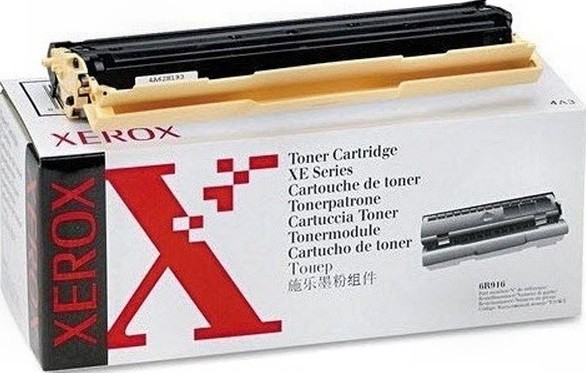 4A628193
4A3
XEROX
XEROX
X
Toner Cartridge
XE Series
Cartouche de toner
Tonerpatrone
Cartuccia Toner
Tonermodule
Cartucho de toner
Тонер
施乐墨粉组件
6R916